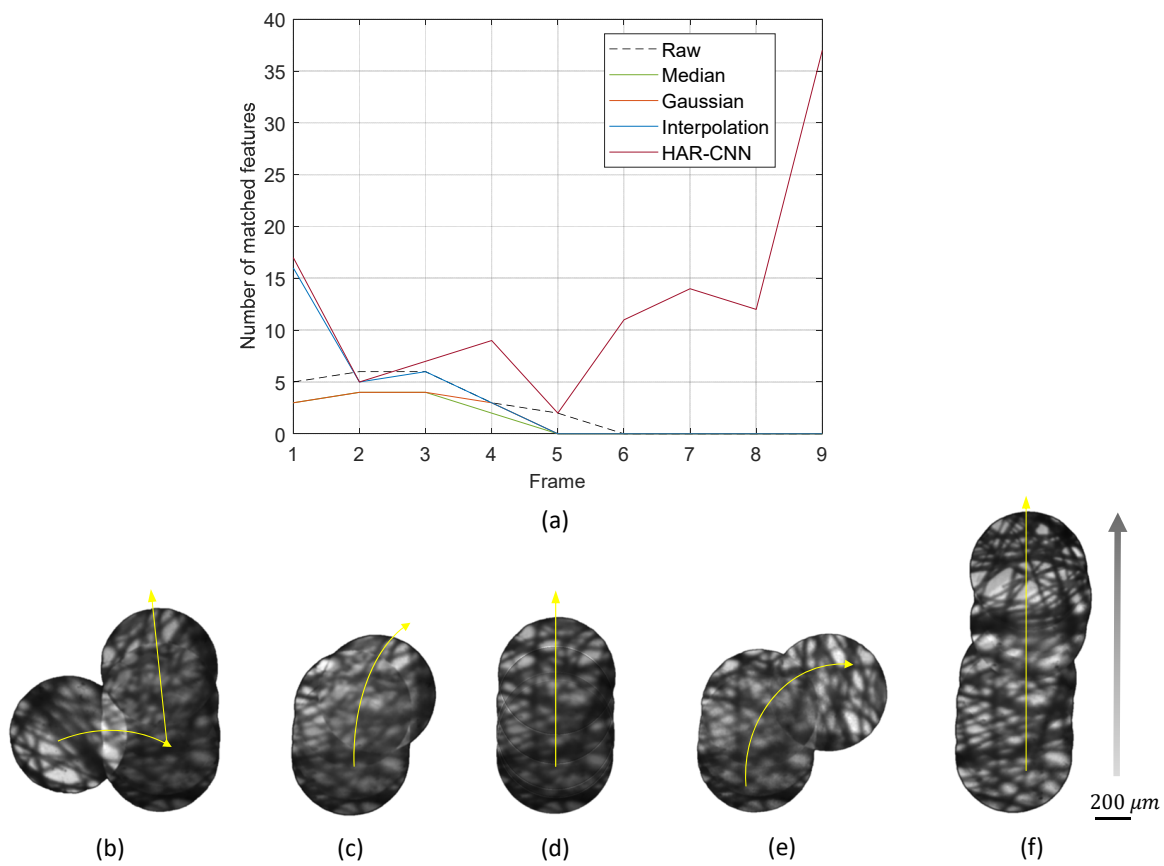 40
35
30
25
20
15
10
5
0
Number of matched features
Raw
Median
Gaussian
Interpolation
HAR-CNN
1 2 3 4 5 6 7 8 9
Frame
(a)
200 μm
(b) (c) (d) (e) (f)